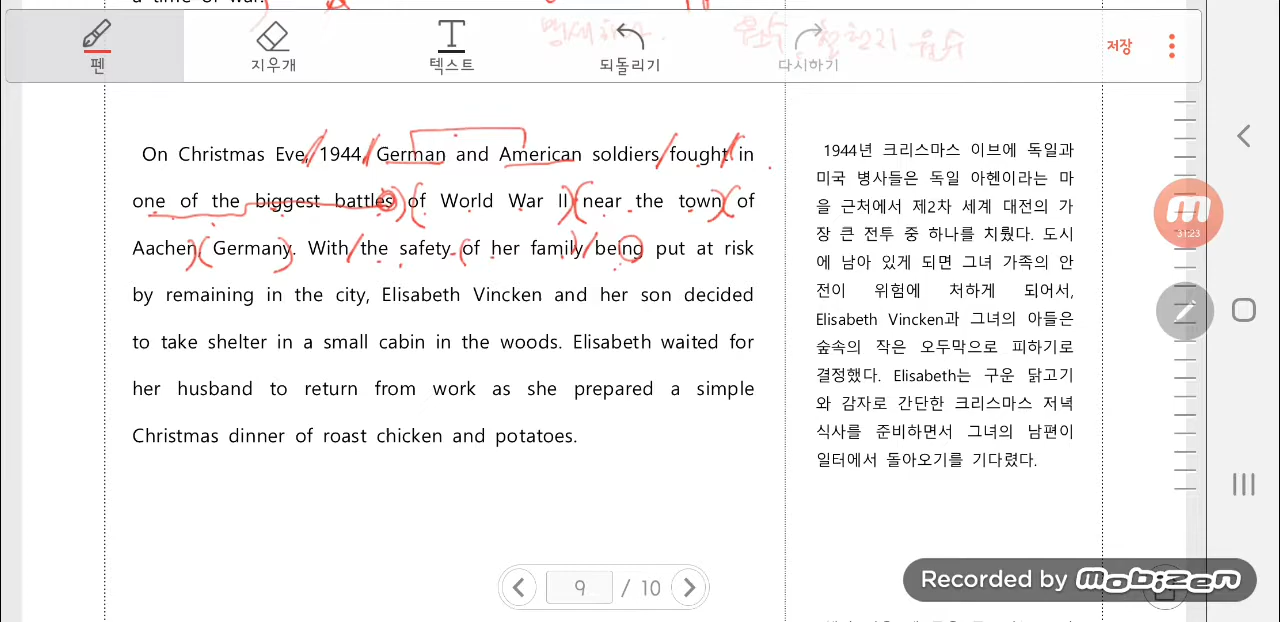 a time of war.
펜
지우개
텍스트
되돌리기
다시하기
저장
On Christmas Eve, 1944, German and American soldiers fought in
one of the biggest battles of World War II near the town of
Aachen, Germany. With the safety of her family being put at risk
by remaining in the city, Elisabeth Vincken and her son decided
to take shelter in a small cabin in the woods. Elisabeth waited for
her husband to return from work as she prepared a simple
Christmas dinner of roast chicken and potatoes.
1944년 크리스마스 이브에 독일과
미국 병사들은 독일 아헨이라는 마
을 근처에서 제2차 세계 대전의 가
장 큰 전투 중 하나를 치뤘다. 도시
에 남아 있게 되면 그녀 가족의 안
전이 위험에 처하게 되어서,
Elisabeth Vincken과 그녀의 아들은
숲속의 작은 오두막으로 피하기로
결정했다. Elisabeth는 구운 닭고기
와 감자로 간단한 크리스마스 저녁
식사를 준비하면서 그녀의 남편이
일터에서 돌아오기를 기다렸다.
31:23
9 / 10
Recorded by mobizen